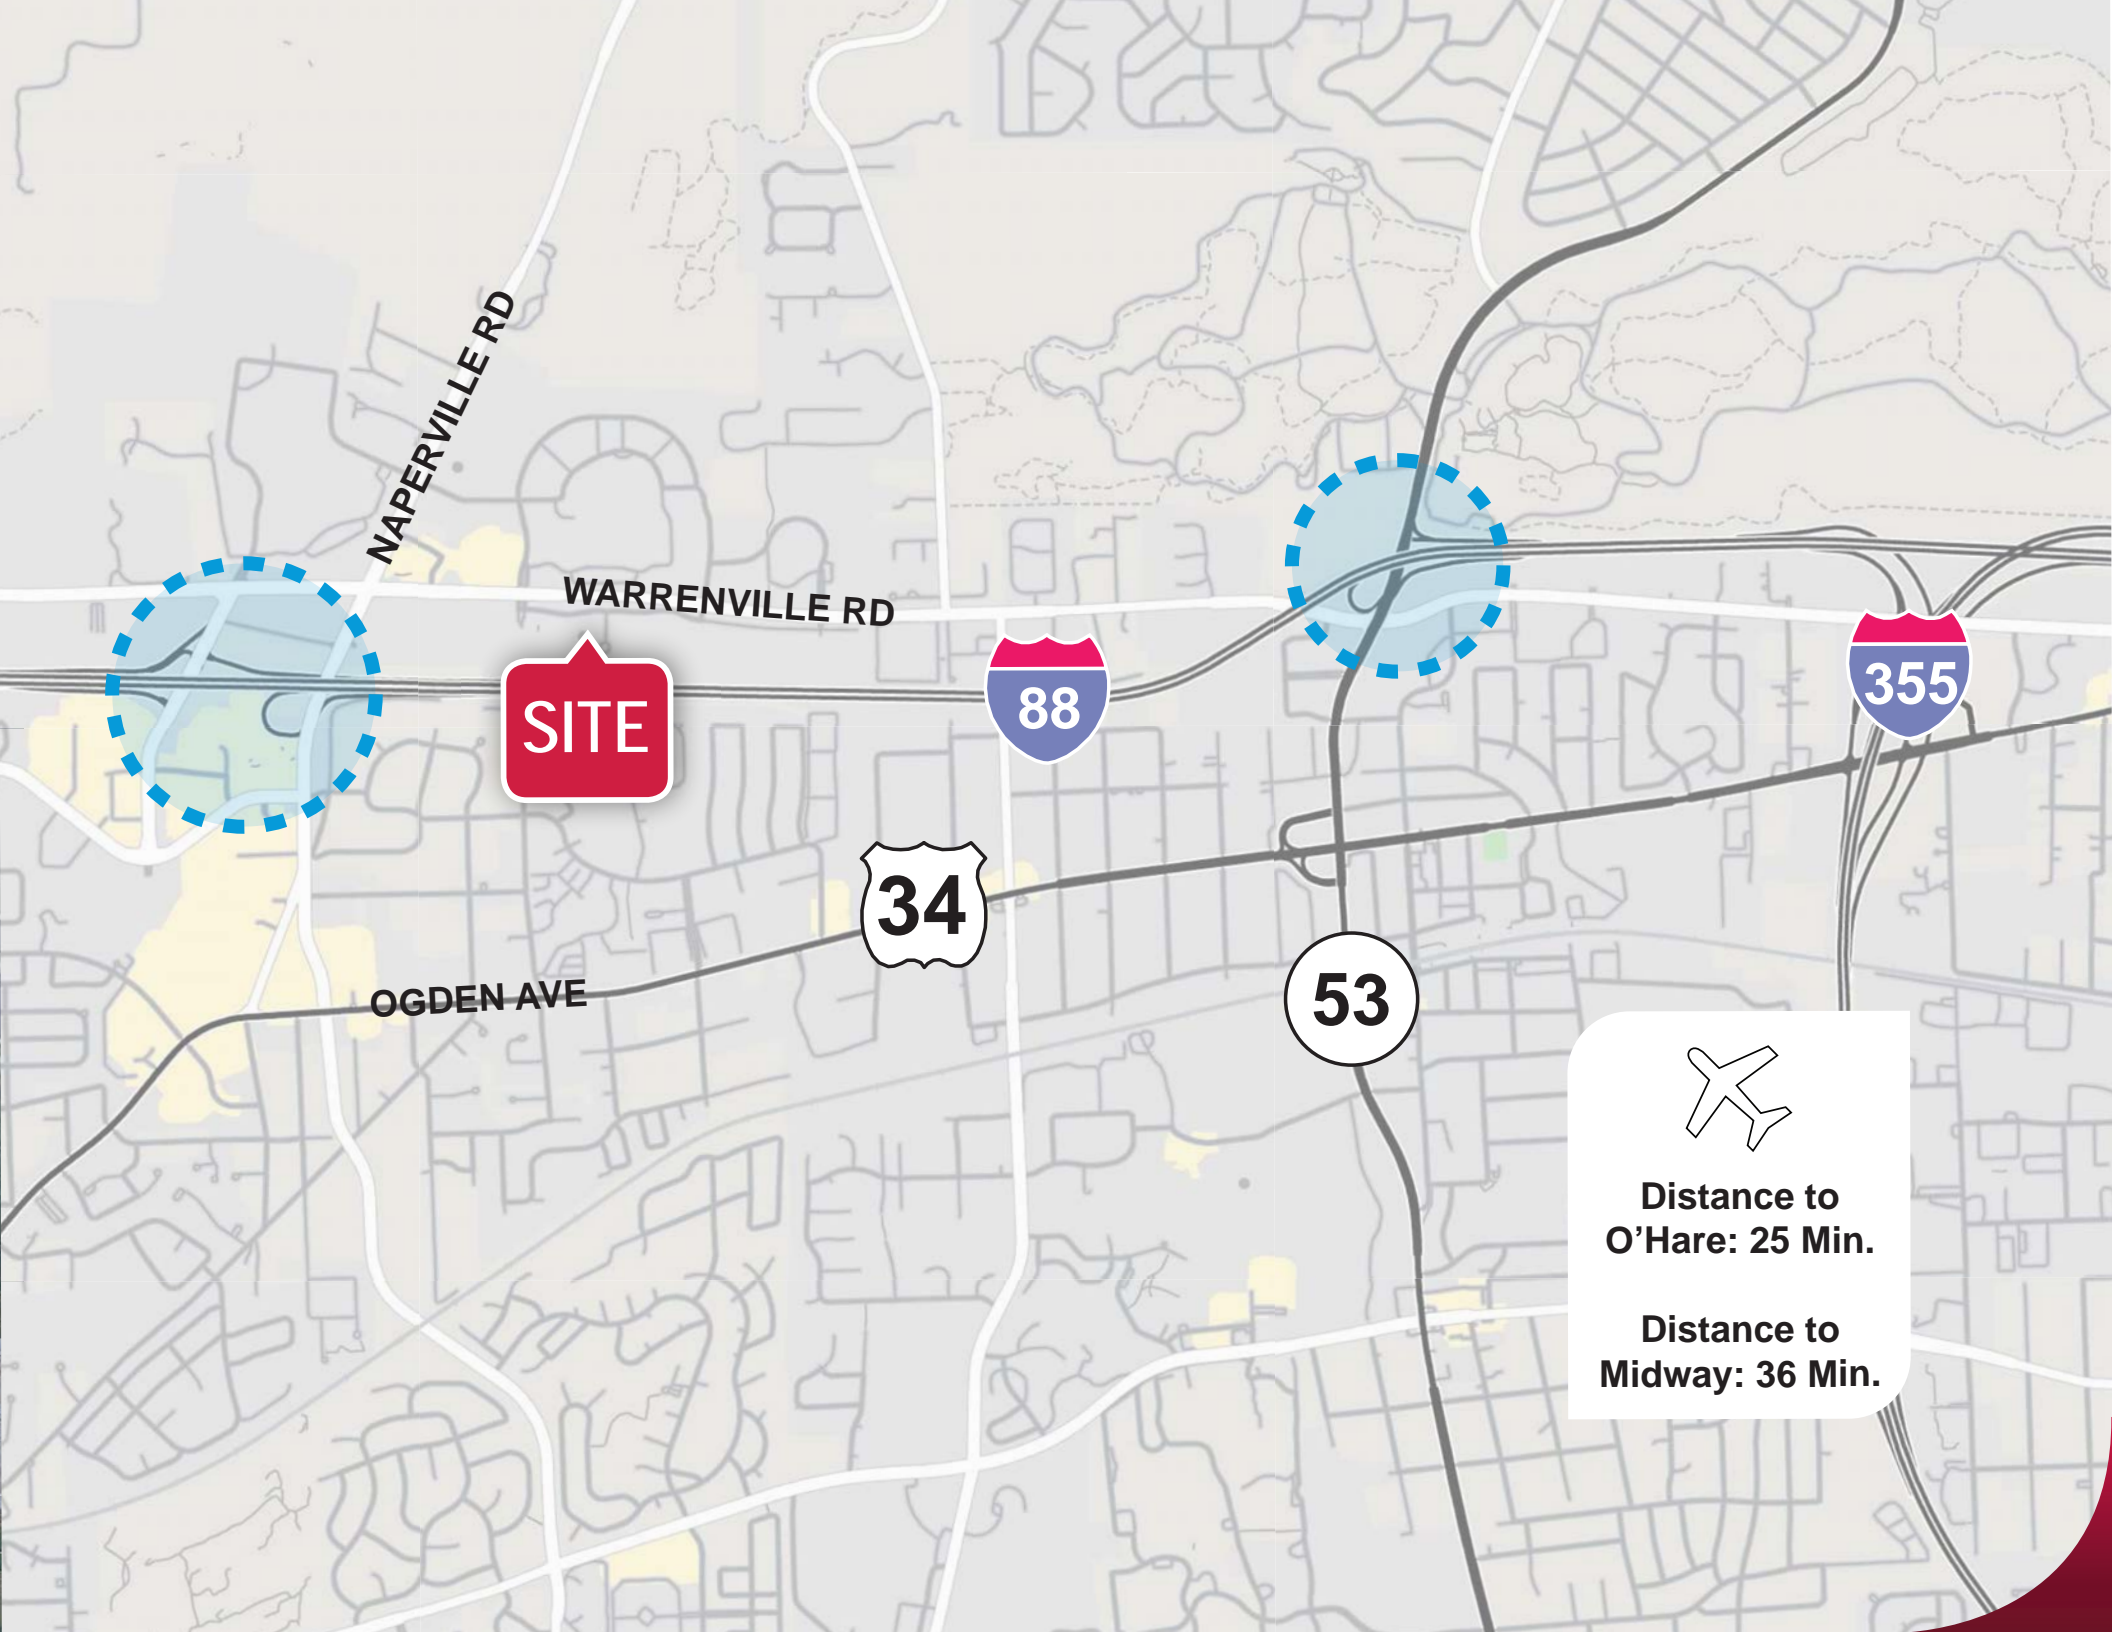 NAPERVILLE RD
WARRENVILLE RD
SITE
88
355
34
OGDEN AVE
53
Distance to
O’Hare: 25 Min.
Distance to
Midway: 36 Min.